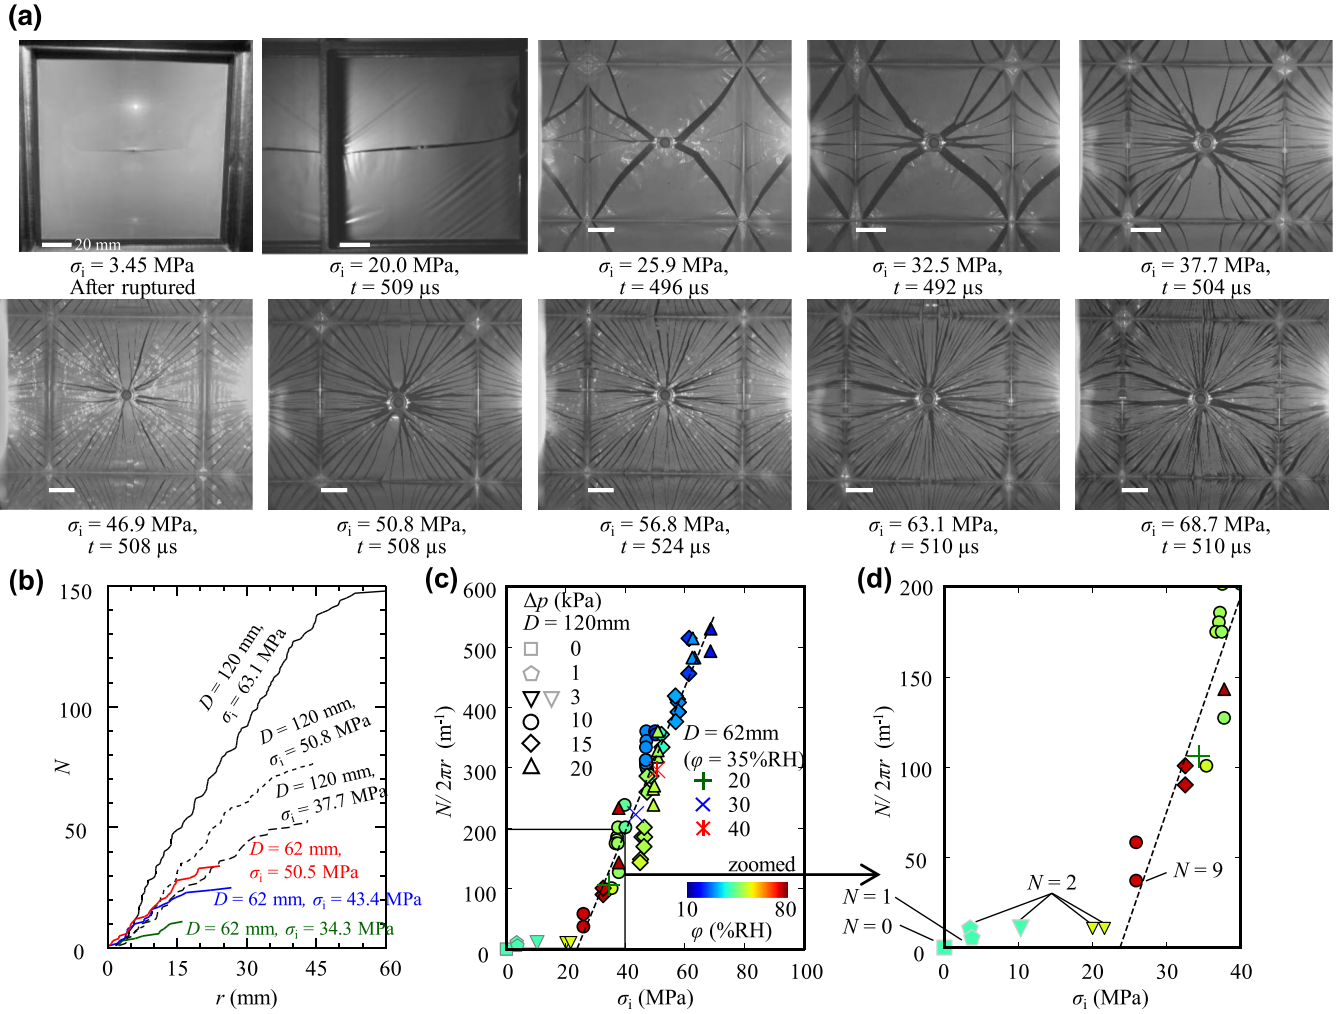 (a)
20 mm
σi = 3.45 MPa
After ruptured
σi = 20.0 MPa,
t = 509 μs
σi = 25.9 MPa,
t = 496 μs
σi = 32.5 MPa,
t = 492 μs
σi = 37.7 MPa,
t = 504 μs
σi = 46.9 MPa,
t = 508 μs
σi = 50.8 MPa,
t = 508 μs
σi = 56.8 MPa,
t = 524 μs
σi = 63.1 MPa,
t = 510 μs
σi = 68.7 MPa,
t = 510 μs
(b)
150
100
50
0
N
0 15 30 45 60
r (mm)
D = 120 mm,
σi = 63.1 MPa
D = 120 mm,
σi = 50.8 MPa
D = 120 mm,
σi = 37.7 MPa
D = 62 mm,
σi = 50.5 MPa
D = 62 mm, σi = 43.4 MPa
D = 62 mm, σi = 34.3 MPa
(c)
600
500
400
300
200
100
0
N/ 2πr (m-1)
0 20 40 60 80 100
σi (MPa)
Δp (kPa)
D = 120mm
0
1
3
10
15
20
D = 62mm
(φ = 35%RH)
20
30
40
zoomed
10 80
φ (%RH)
(d)
200
150
100
50
0
N/ 2πr (m-1)
0 10 20 30 40
σi (MPa)
N = 2
N = 9
N = 1
N = 0